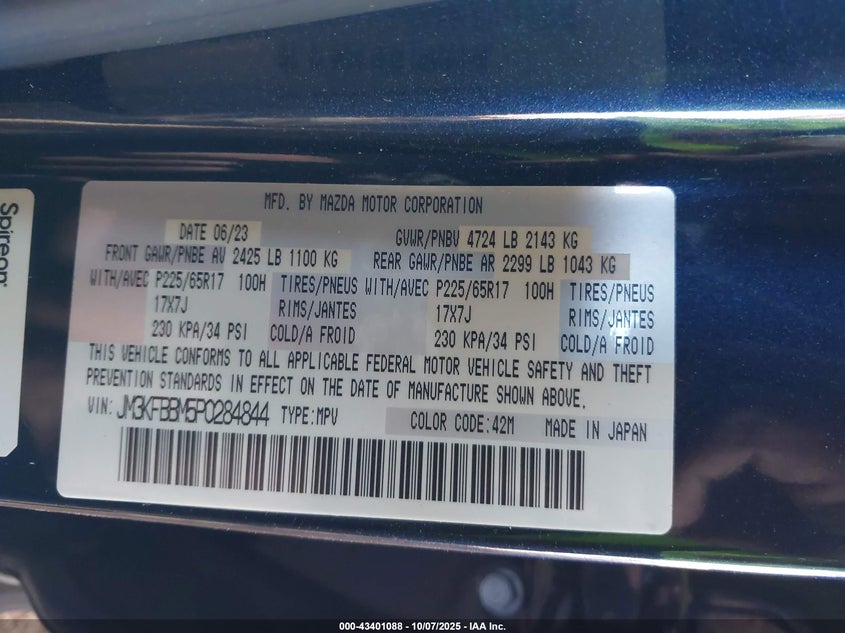 Spireon
MFD. BY MAZDA MOTOR CORPORATION
DATE 06/23 GVWR/PNBV 4724 LB 2143 KG
FRONT GAWR/PNBE AV 2425 LB 1100 KG REAR GAWR/PNBE AR 2299 LB 1043 KG
WITH/AVEC P225/65R17 100H TIRES/PNEUS WITH/AVEC P225/65R17 100H TIRES/PNEUS
17X7J RIMS/JANTES 17X7J RIMS/JANTES
230 KPA/34 PSI COLD/A FROID 230 KPA/34 PSI COLD/A FROID
THIS VEHICLE CONFORMS TO ALL APPLICABLE FEDERAL MOTOR VEHICLE SAFETY AND THEFT
PREVENTION STANDARDS IN EFFECT ON THE DATE OF MANUFACTURE SHOWN ABOVE.
VIN: JM3KFBBM5P0284844 TYPE:MPV COLOR CODE:42M MADE IN JAPAN
000-43401088 - 10/07/2025 - IAA Inc.